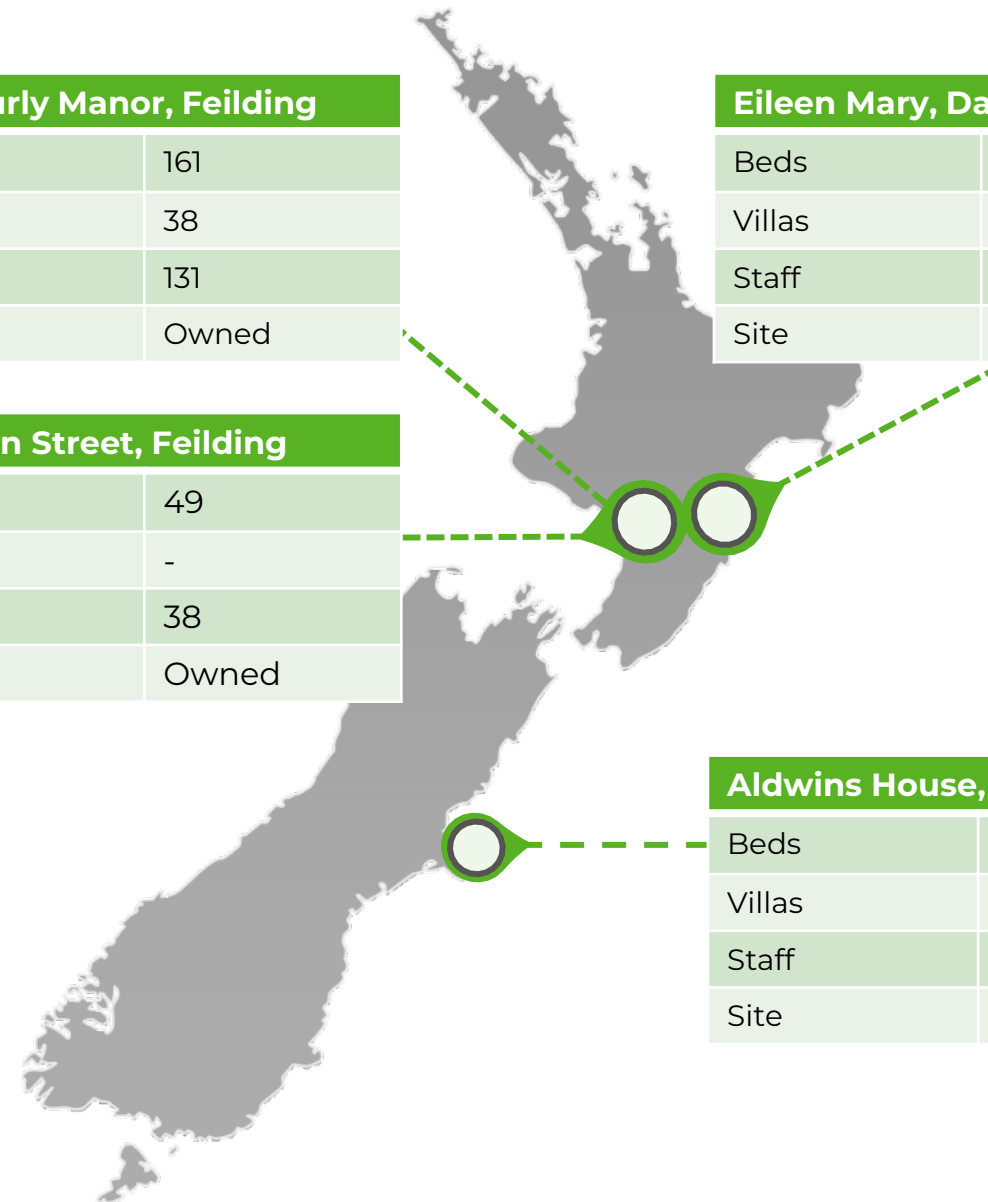 urly Manor, Feilding
161
38
131
Owned
n Street, Feilding
49
-
38
Owned
Eileen Mary, Da
Beds
Villas
Staff
Site
Aldwins House,
Beds
Villas
Staff
Site